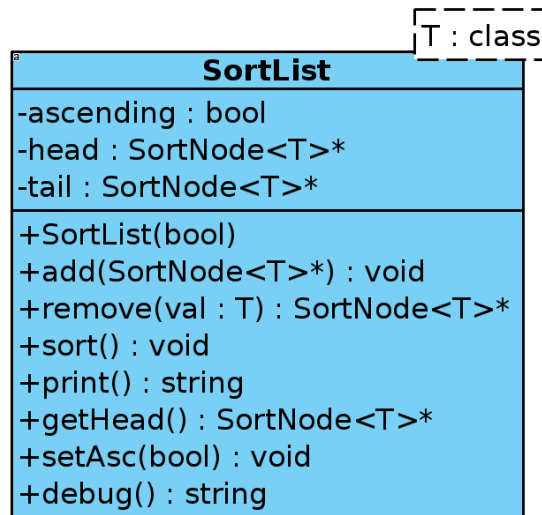 T : class
a
SortList
-ascending : bool
-head : SortNode<T>*
-tail : SortNode<T>*
+SortList(bool)
+add(SortNode<T>*) : void
+remove(val : T) : SortNode<T>*
+sort() : void
+print() : string
+getHead() : SortNode<T>*
+setAsc(bool) : void
+debug() : string